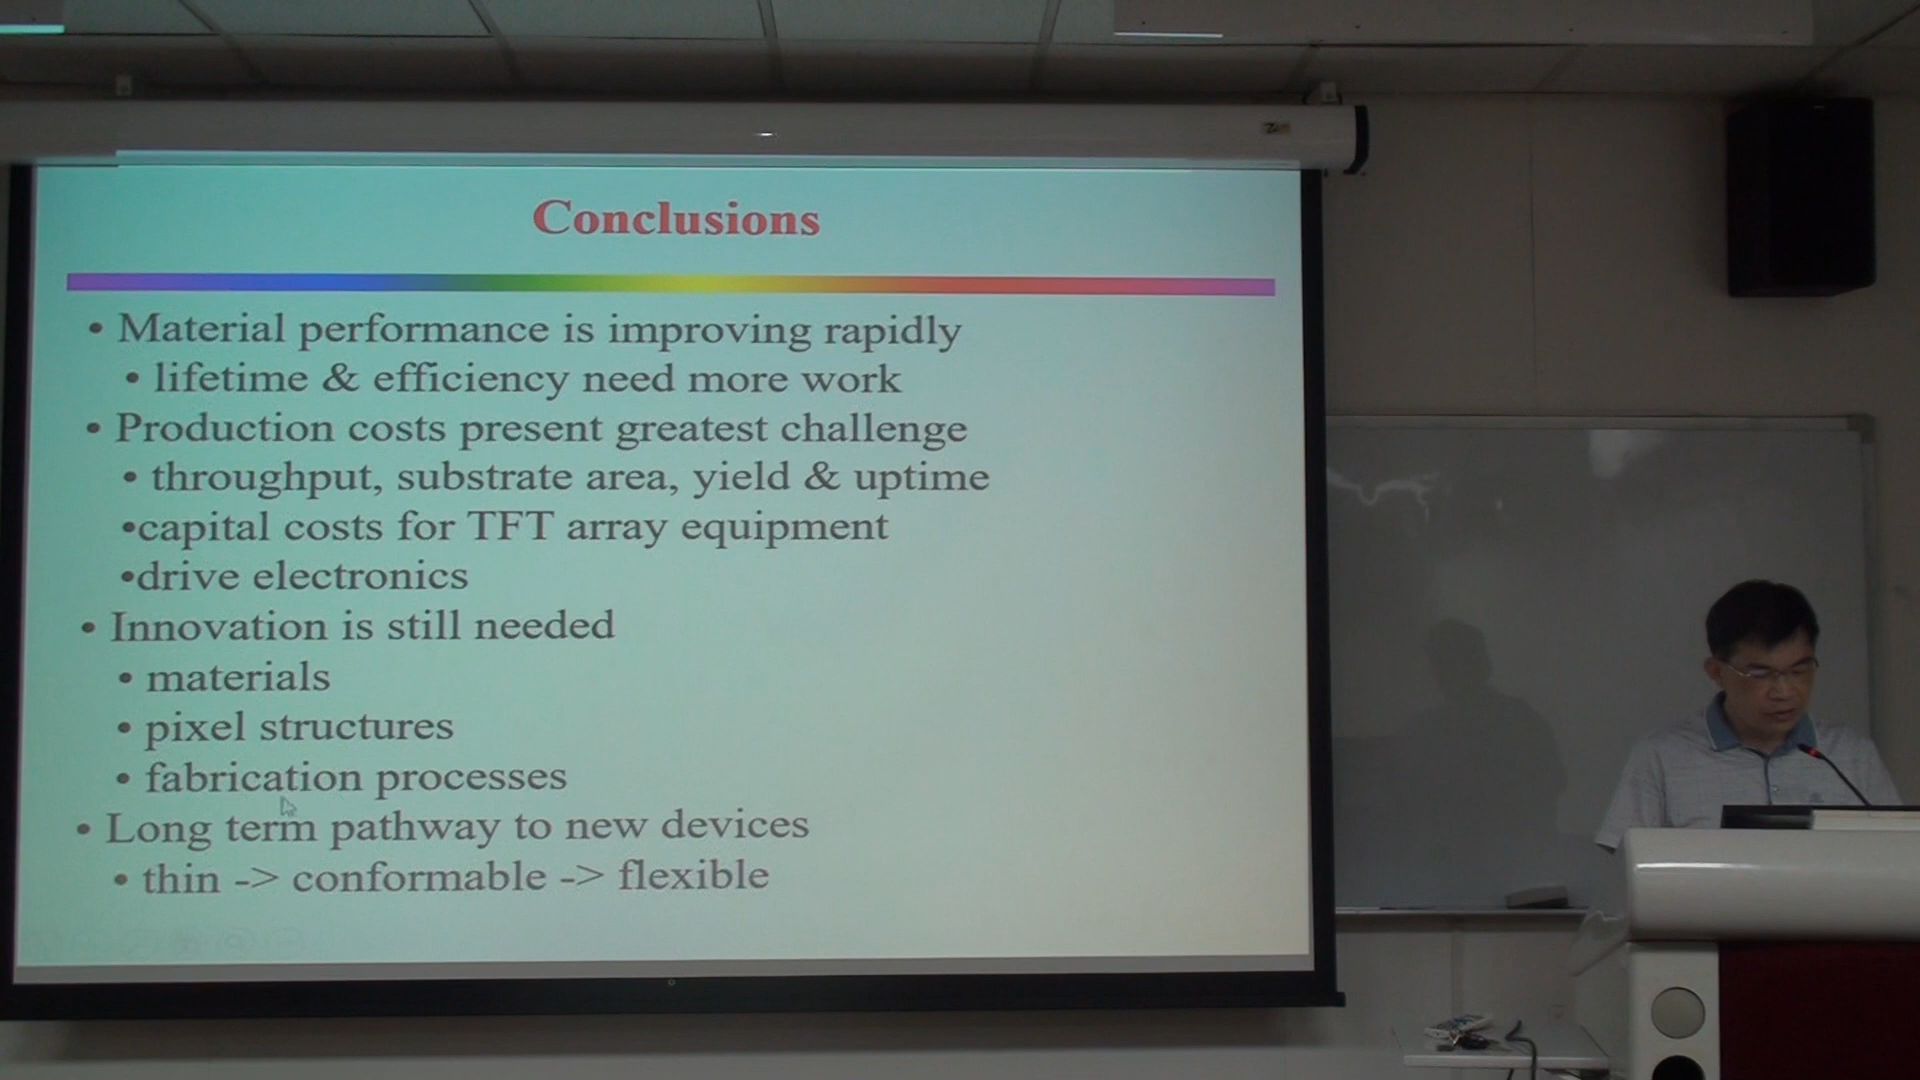 Conclusions
• Material performance is improving rapidly
• lifetime & efficiency need more work
• Production costs present greatest challenge
• throughput, substrate area, yield & uptime
•capital costs for TFT array equipment
•drive electronics
• Innovation is still needed
• materials
• pixel structures
• fabrication processes
• Long term pathway to new devices
• thin -> conformable -> flexible